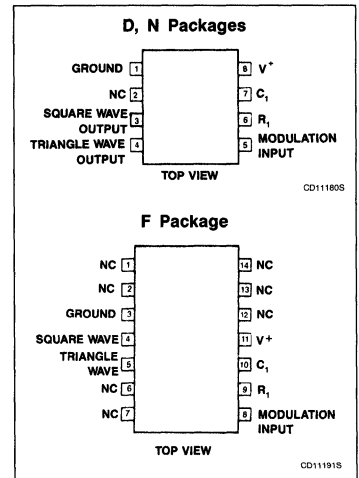 D, N Packages
GROUND 1
8 V+
NC 2
7 C1
SQUARE WAVE OUTPUT 3
6 R1
TRIANGLE WAVE OUTPUT 4
5 MODULATION INPUT
TOP VIEW
CD11180S
F Package
NC 1
14 NC
NC 2
13 NC
GROUND 3
12 NC
SQUARE WAVE 4
11 V+
TRIANGLE WAVE 5
10 C1
NC 6
9 R1
NC 7
8 MODULATION INPUT
TOP VIEW
CD11191S